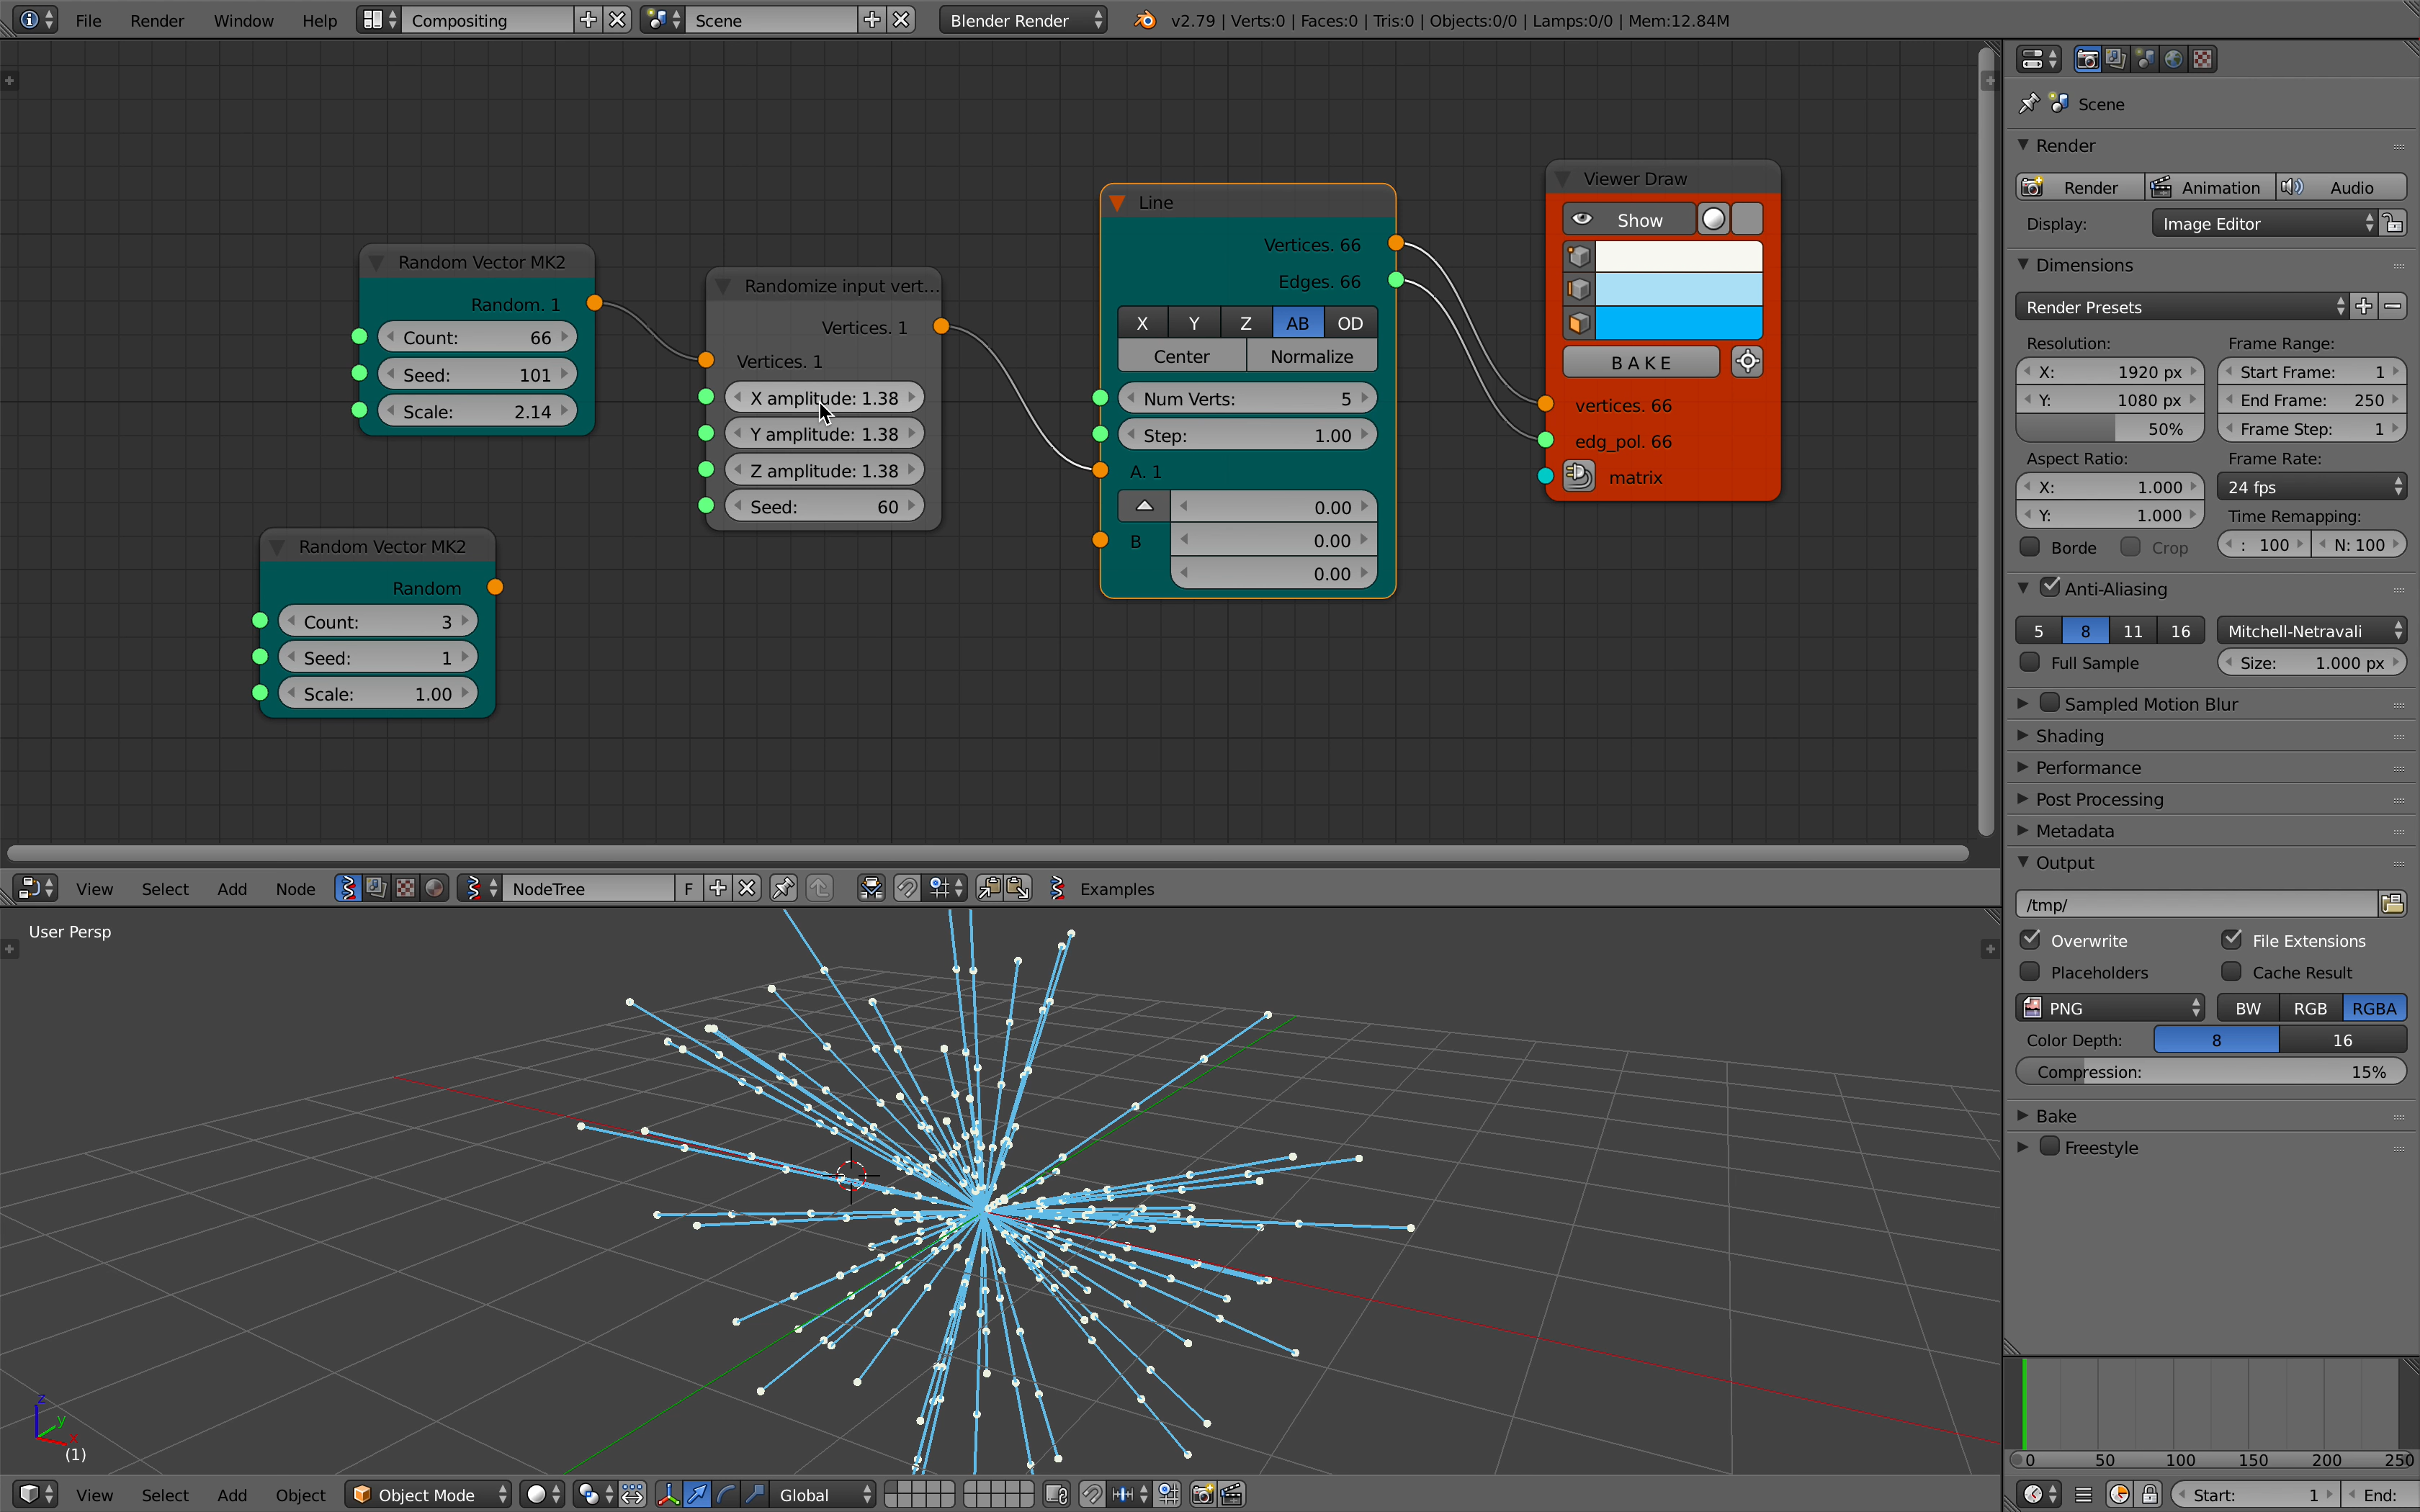 File Render Window Help Compositing Scene Blender Render v2.79 | Verts:0 | Faces:0 | Tris:0 | Objects:0/0 | Lamps:0/0 | Mem:12.84M
Random Vector MK2
Random. 1
Count: 66
Seed: 101
Scale: 2.14
Random Vector MK2
Random
Count: 3
Seed: 1
Scale: 1.00
Randomize input vert...
Vertices. 1
Vertices. 1
X amplitude: 1.38
Y amplitude: 1.38
Z amplitude: 1.38
Seed: 60
Line
Vertices. 66
Edges. 66
X Y Z AB OD
Center Normalize
Num Verts: 5
Step: 1.00
A. 1
0.00
B 0.00
0.00
Viewer Draw
Show
BAKE
vertices. 66
edg_pol. 66
matrix
View Select Add Node NodeTree F Examples
User Persp
z
y
x
(1)
View Select Add Object Object Mode Global
Scene
Render
Render Animation Audio
Display: Image Editor
Dimensions
Render Presets
Resolution: Frame Range:
X: 1920 px Start Frame: 1
Y: 1080 px End Frame: 250
50% Frame Step: 1
Aspect Ratio: Frame Rate:
X: 1.000 24 fps
Y: 1.000 Time Remapping:
Borde Crop : 100 N: 100
Anti-Aliasing
5 8 11 16 Mitchell-Netravali
Full Sample Size: 1.000 px
Sampled Motion Blur
Shading
Performance
Post Processing
Metadata
Output
/tmp/
Overwrite File Extensions
Placeholders Cache Result
PNG BW RGB RGBA
Color Depth: 8 16
Compression: 15%
Bake
Freestyle
0 50 100 150 200 250
Start: 1 End: